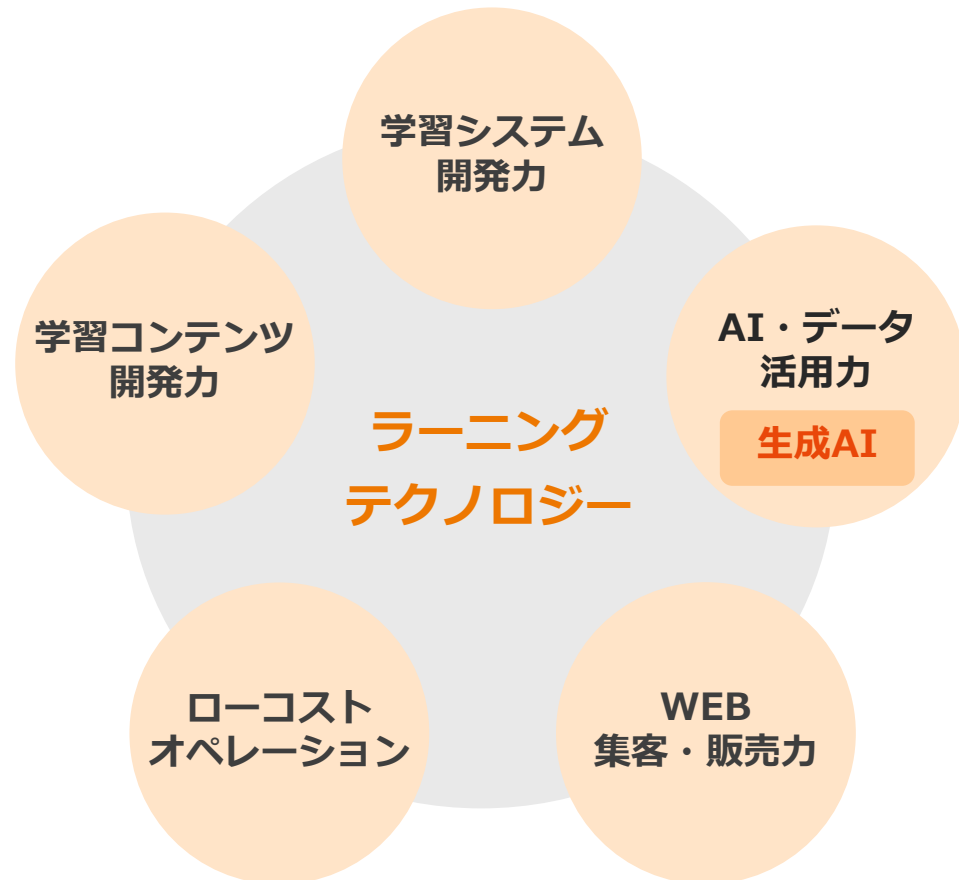 学習システム
開発力
学習コンテンツ
開発力
AI・データ
活用力
生成AI
ラーニング
テクノロジー
ローコスト
オペレーション
WEB
集客・販売力